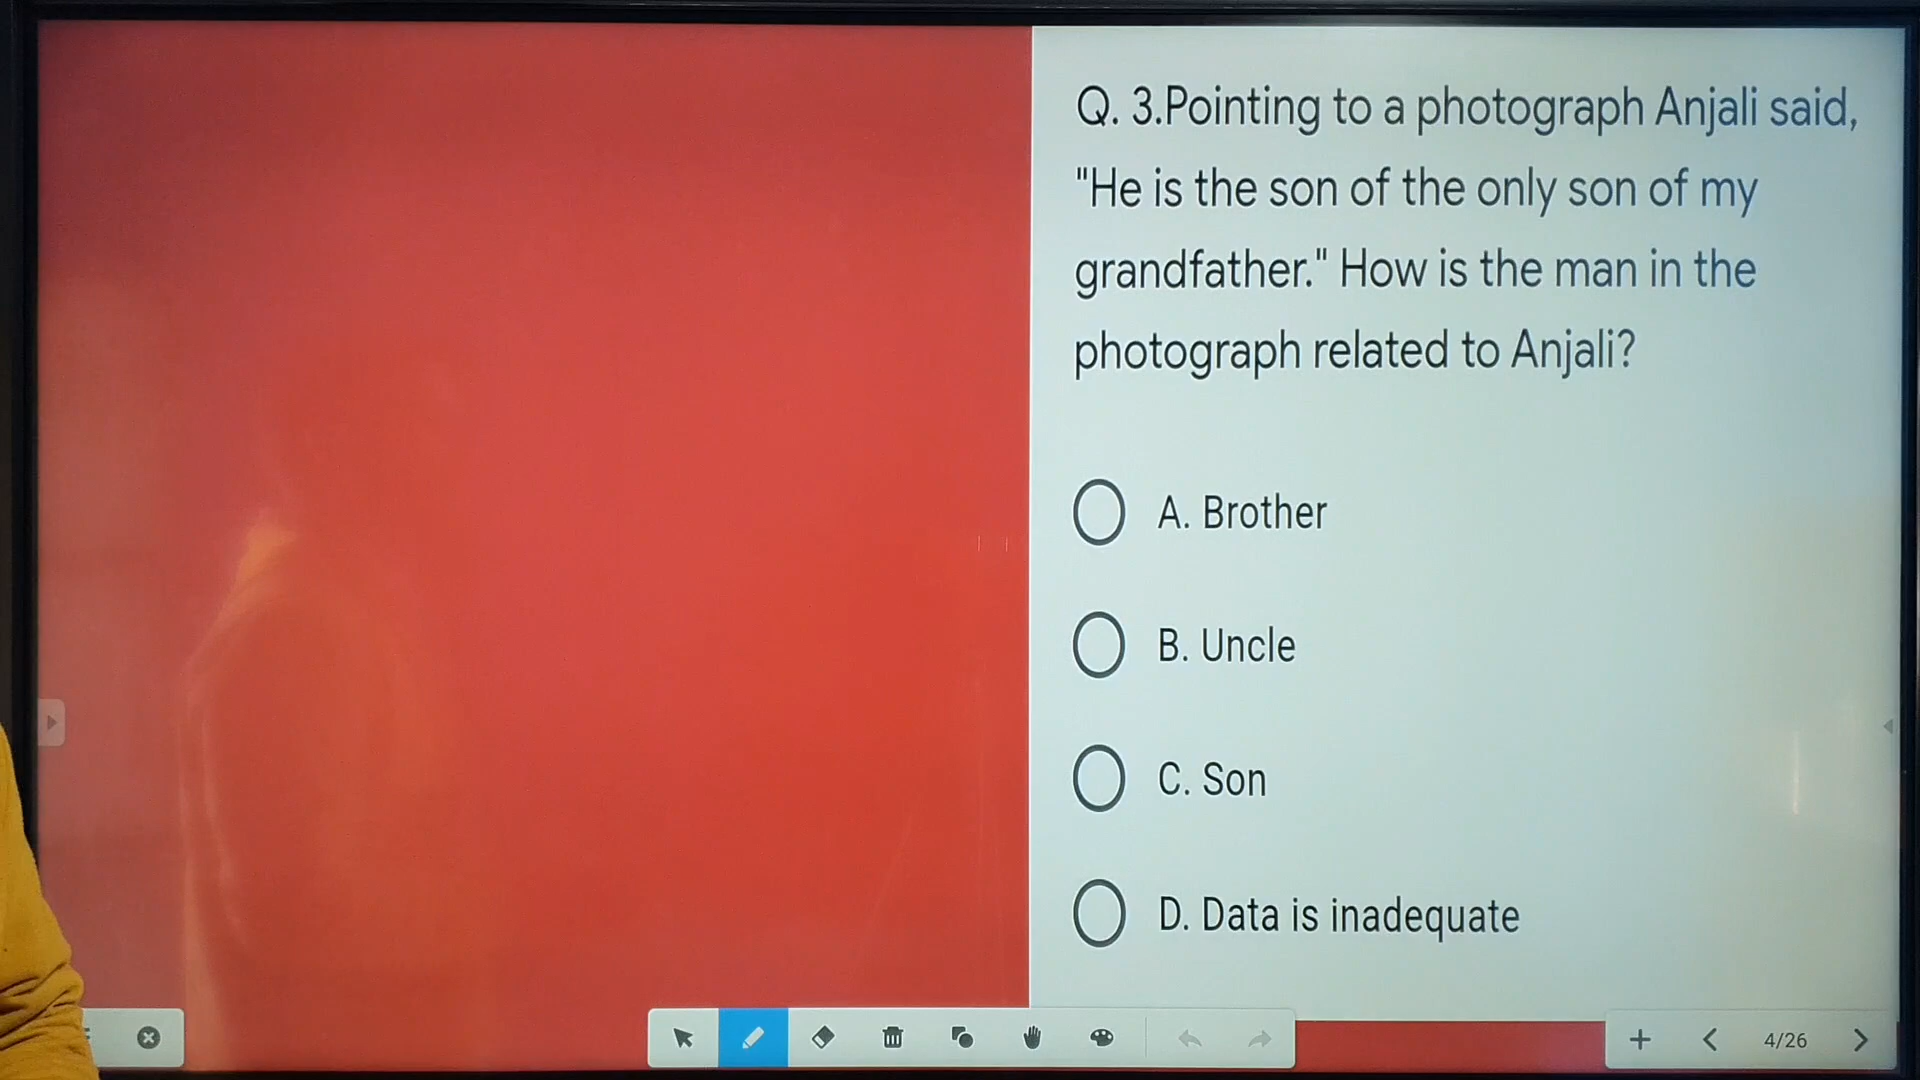 Q. 3.Pointing to a photograph Anjali said,
"He is the son of the only son of my
grandfather." How is the man in the
photograph related to Anjali?
A. Brother
B. Uncle
C. Son
D. Data is inadequate
4/26